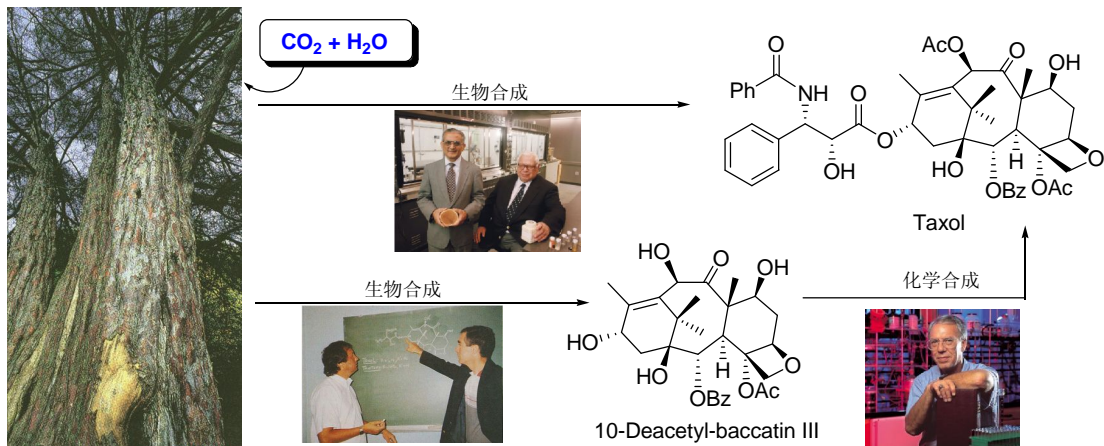 CO2 + H2O
生物合成
AcO
O
OH
O
Ph
NH
O
O
OH
HO
H
OBz
OAc
O
Taxol
生物合成
HO
O
OH
HO
HO
H
OBz
OAc
O
10-Deacetyl-baccatin III
化学合成